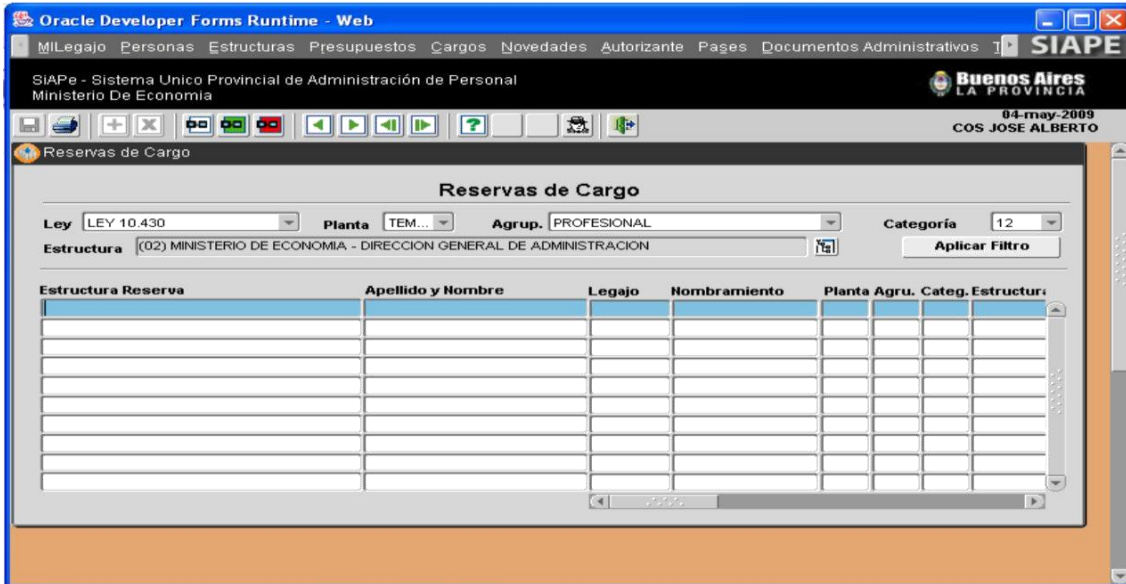 Oracle Developer Forms Runtime - Web
MILegajo Personas Estructuras Presupuestos Cargos Novedades Autorizante Pases Documentos Administrativos T SIAPE
SiAPe - Sistema Unico Provincial de Administración de Personal
Ministerio De Economia
Buenos Aires
LA PROVINCIA
04-may-2009
COS JOSE ALBERTO
Reservas de Cargo
Reservas de Cargo
Ley LEY 10.430 Planta TEM... Agrup. PROFESIONAL Categoría 12
Estructura (02) MINISTERIO DE ECONOMIA - DIRECCION GENERAL DE ADMINISTRACION Aplicar Filtro
Estructura Reserva Apellido y Nombre Legajo Nombramiento Planta Agru. Categ. Estructura